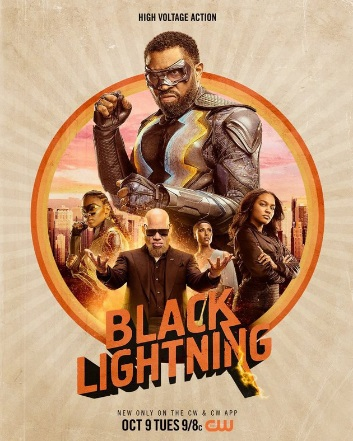 HIGH VOLTAGE ACTION
BLACK
LIGHTNING
NEW ONLY ON THE CW & CW APP
OCT 9 TUES 9/8c CW